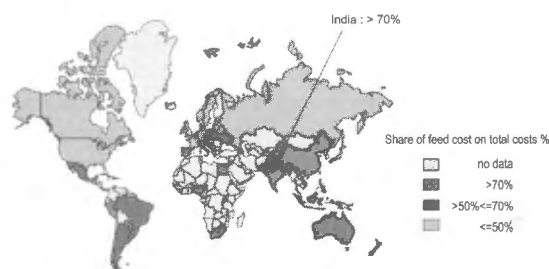 India : > 70%
Share of feed cost on total costs %
no data
>70%
>50%<=70%
<=50%